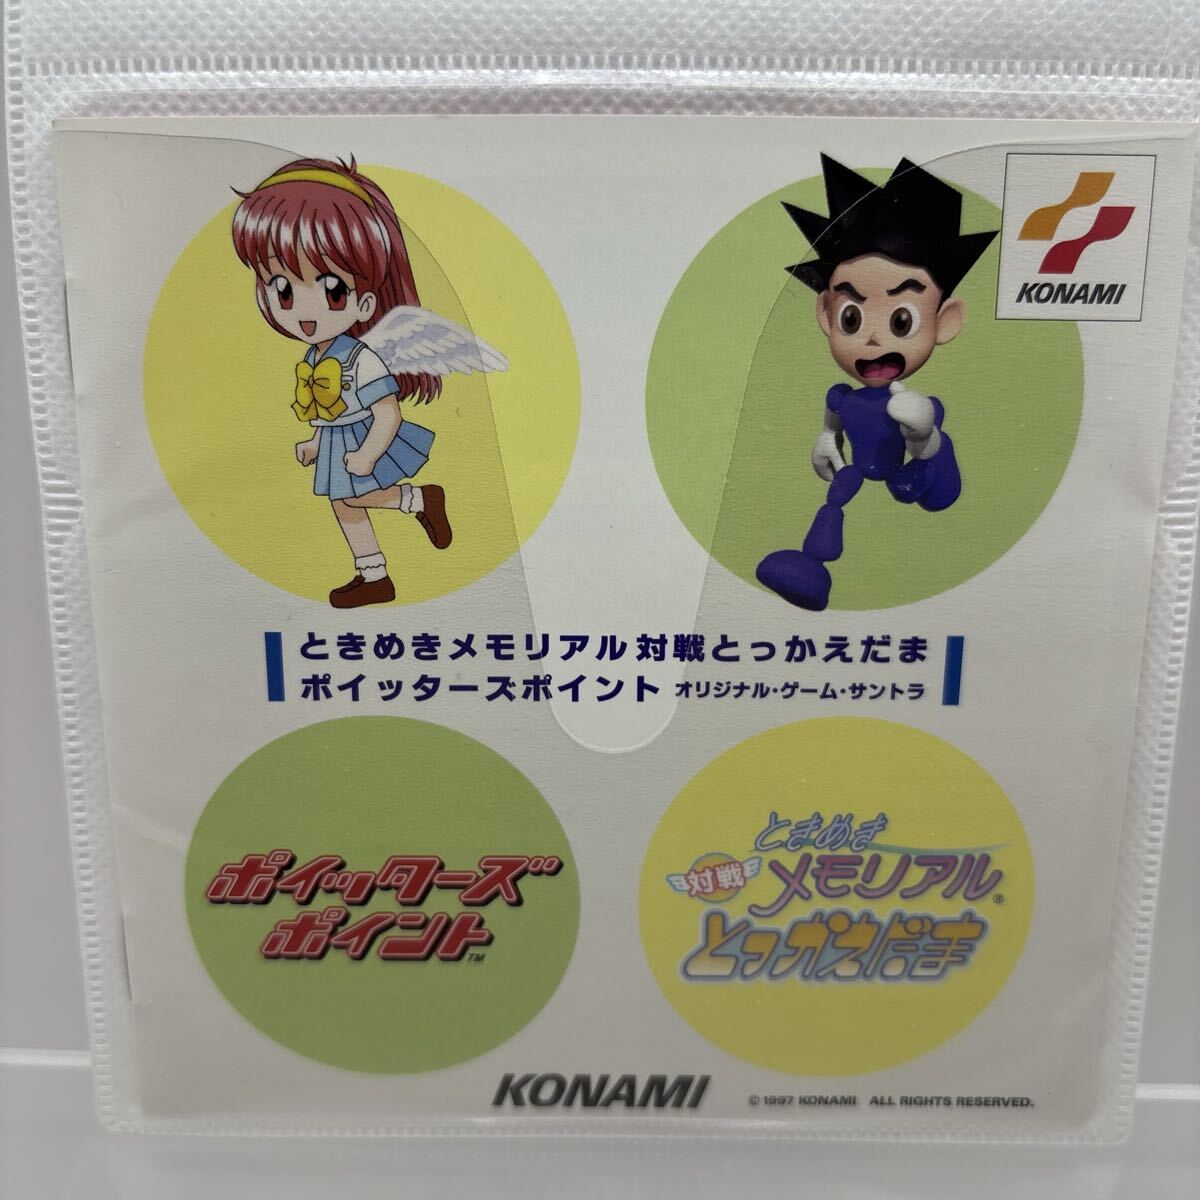 KONAMI
ときめきメモリアル 対戦とっかえだま
ポイッターズポイント オリジナル・ゲーム・サントラ
ポイッターズ
ポイント™
ときめき
対戦 メモリアル®
とっかえだま
KONAMI
©1997 KONAMI ALL RIGHTS RESERVED.